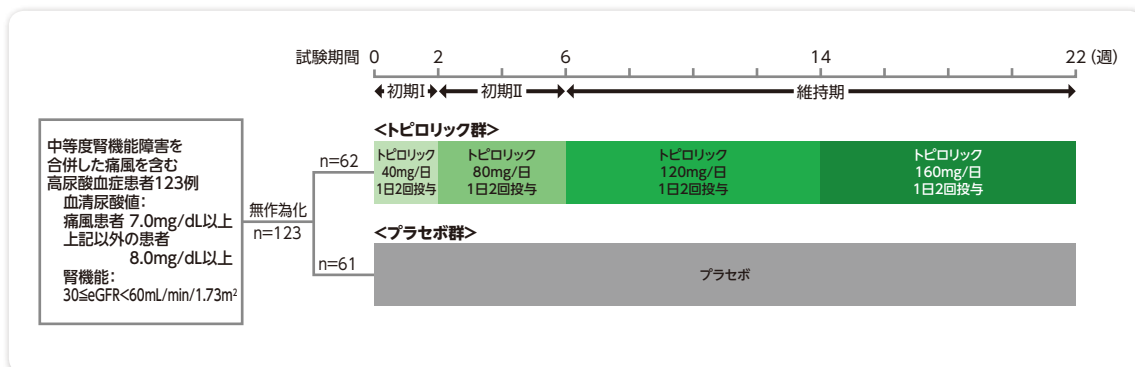 試験期間 0 2 6 14 22 (週)
初期Ⅰ 初期Ⅱ 維持期
中等度腎機能障害を
合併した痛風を含む
高尿酸血症患者123例
血清尿酸値：
痛風患者 7.0mg/dL以上
上記以外の患者
8.0mg/dL以上
腎機能：
30≦eGFR<60mL/min/1.73m²
無作為化
n=123
n=62
<トピロリック群>
トピロリック
40mg/日
1日2回投与
トピロリック
80mg/日
1日2回投与
トピロリック
120mg/日
1日2回投与
トピロリック
160mg/日
1日2回投与
n=61
<プラセボ群>
プラセボ